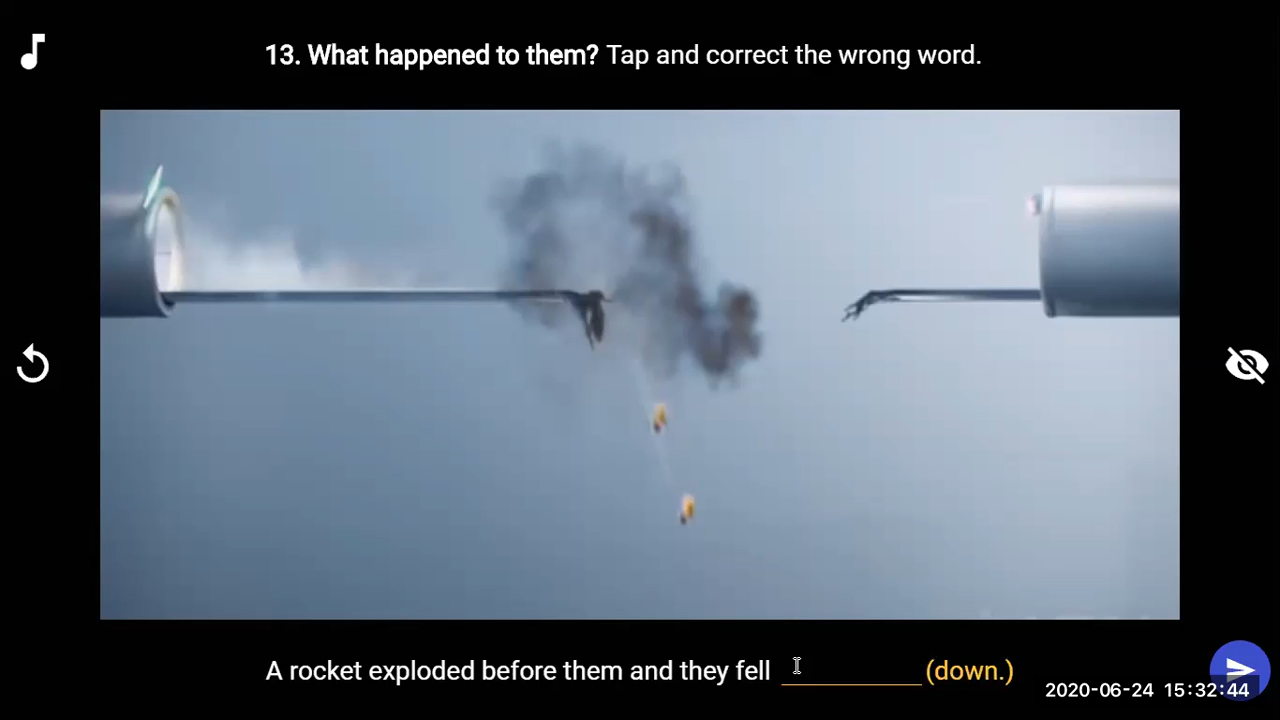 13. What happened to them? Tap and correct the wrong word.
A rocket exploded before them and they fell __________ (down.)
2020-06-24 15:32:44